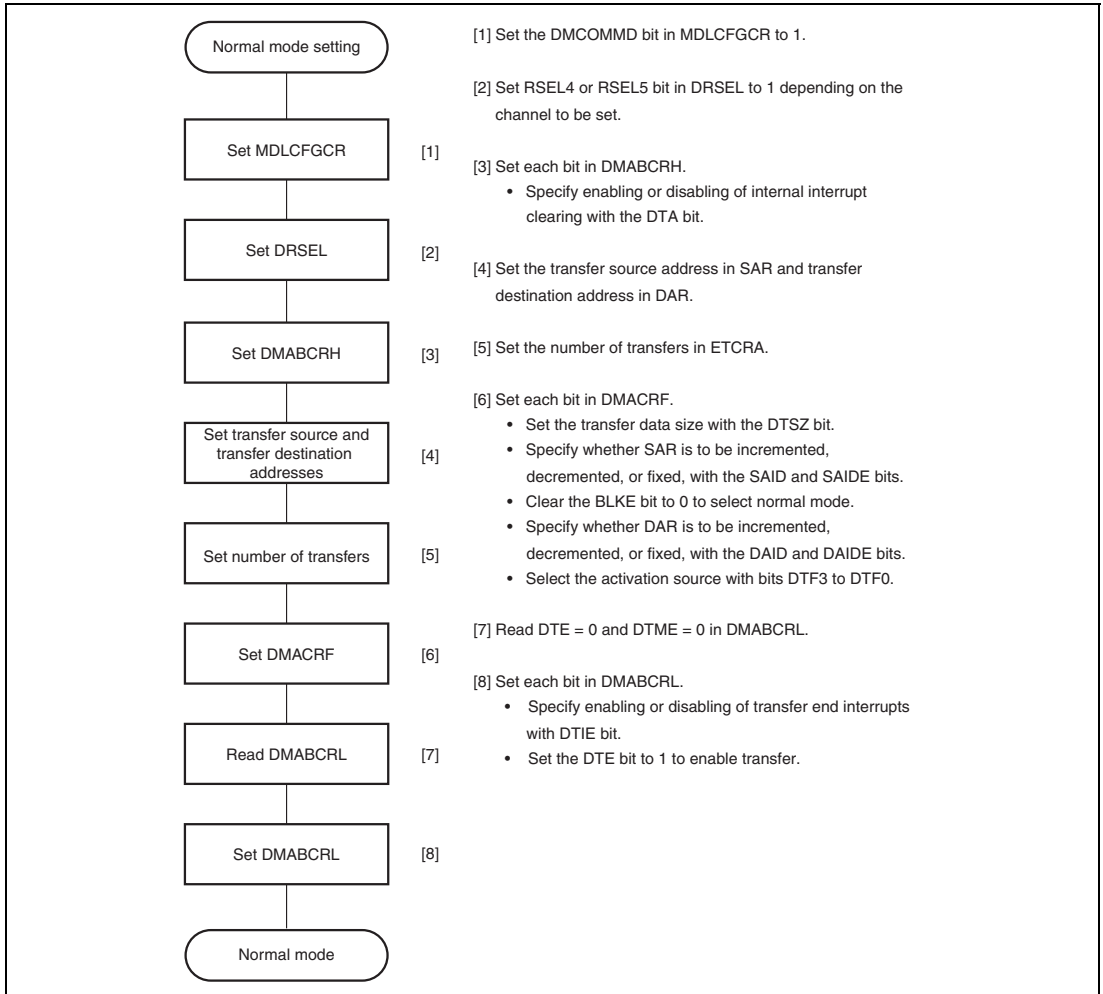 Normal mode setting
Set MDLCFGCR
[1]
Set DRSEL
[2]
Set DMABCRH
[3]
Set transfer source and
transfer destination
addresses
[4]
Set number of transfers
[5]
Set DMACRF
[6]
Read DMABCRL
[7]
Set DMABCRL
[8]
Normal mode
[1] Set the DMCOMMD bit in MDLCFGCR to 1.
[2] Set RSEL4 or RSEL5 bit in DRSEL to 1 depending on the
channel to be set.
[3] Set each bit in DMABCRH.
• Specify enabling or disabling of internal interrupt
clearing with the DTA bit.
[4] Set the transfer source address in SAR and transfer
destination address in DAR.
[5] Set the number of transfers in ETCRA.
[6] Set each bit in DMACRF.
• Set the transfer data size with the DTSZ bit.
• Specify whether SAR is to be incremented,
decremented, or fixed, with the SAID and SAIDE bits.
• Clear the BLKE bit to 0 to select normal mode.
• Specify whether DAR is to be incremented,
decremented, or fixed, with the DAID and DAIDE bits.
• Select the activation source with bits DTF3 to DTF0.
[7] Read DTE = 0 and DTME = 0 in DMABCRL.
[8] Set each bit in DMABCRL.
• Specify enabling or disabling of transfer end interrupts
with DTIE bit.
• Set the DTE bit to 1 to enable transfer.